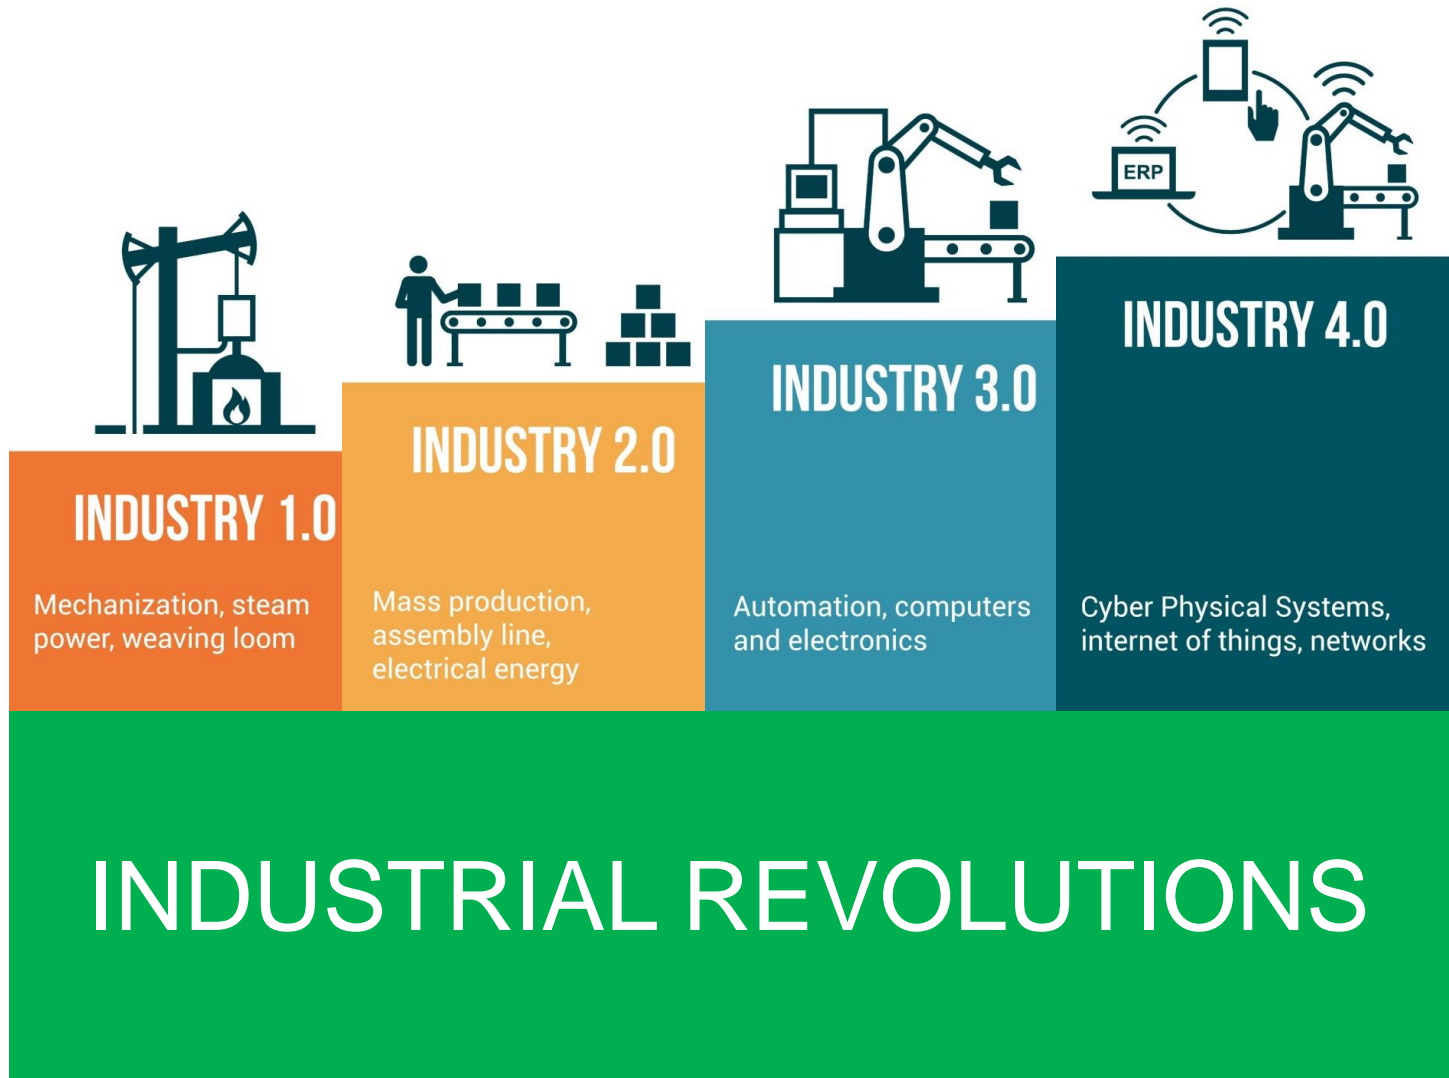 ERP
INDUSTRY 1.0
Mechanization, steam
power, weaving loom
INDUSTRY 2.0
Mass production,
assembly line,
electrical energy
INDUSTRY 3.0
Automation, computers
and electronics
INDUSTRY 4.0
Cyber Physical Systems,
internet of things, networks
INDUSTRIAL REVOLUTIONS